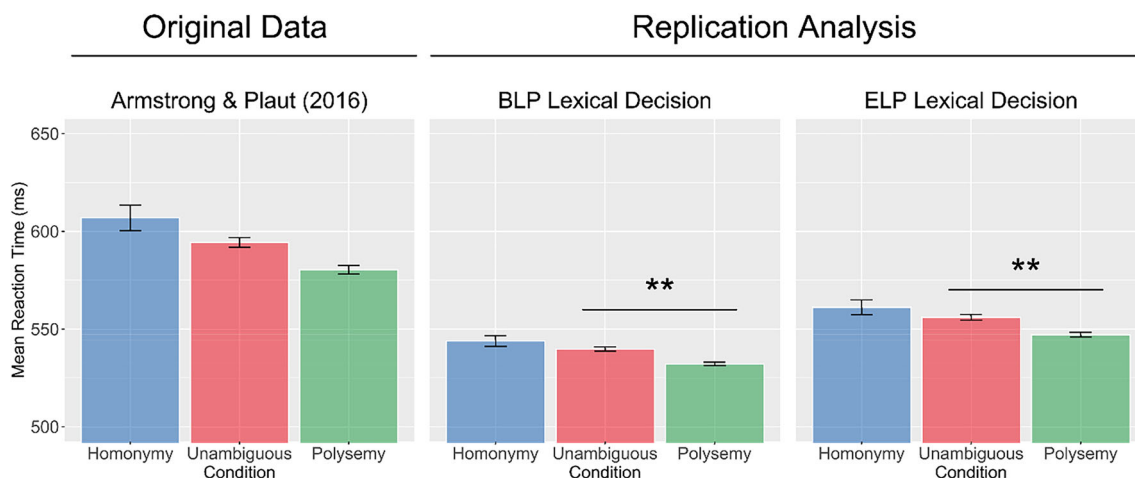 Original Data
Replication Analysis
Armstrong & Plaut (2016)
BLP Lexical Decision
ELP Lexical Decision
Mean Reaction Time (ms)
650
600
550
500
**
**
Homonymy Unambiguous Polysemy
Condition
Homonymy Unambiguous Polysemy
Condition
Homonymy Unambiguous Polysemy
Condition